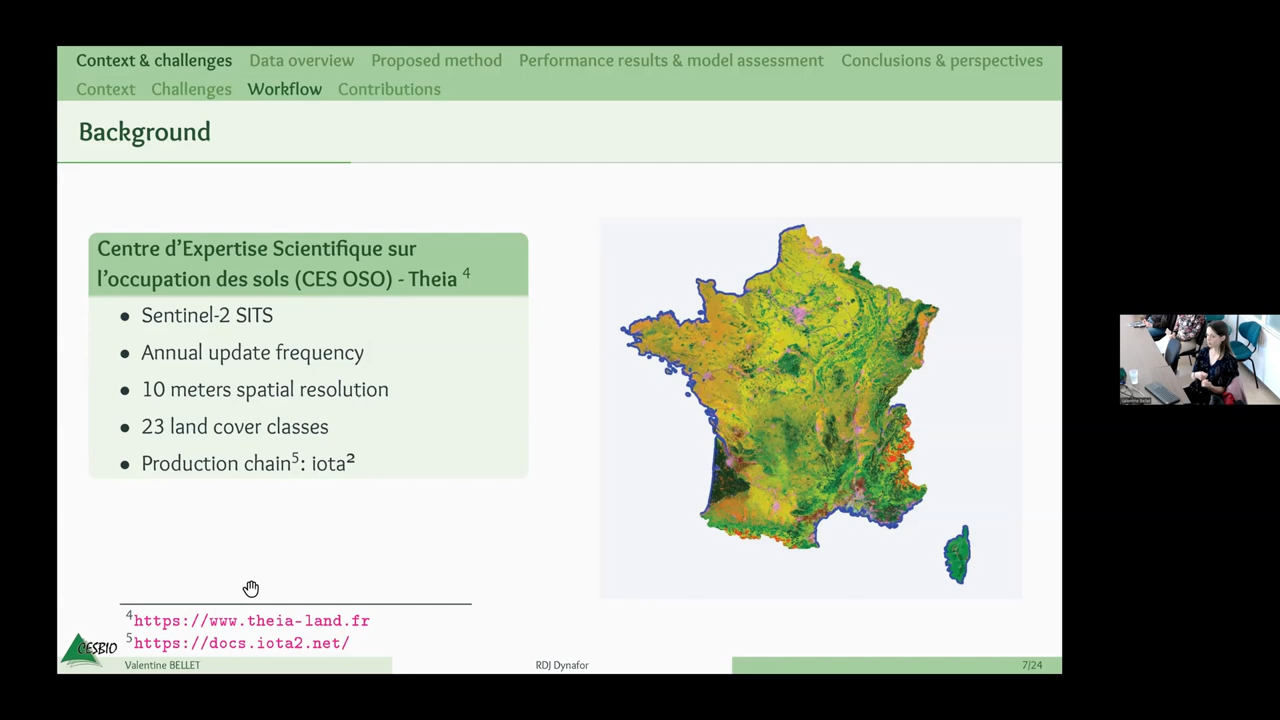 Context & challenges Data overview Proposed method Performance results & model assessment Conclusions & perspectives
Context Challenges Workflow Contributions
Background
Centre d'Expertise Scientifique sur
l'occupation des sols (CES OSO) - Theia 4
• Sentinel-2 SITS
• Annual update frequency
• 10 meters spatial resolution
• 23 land cover classes
• Production chain5: iota²
4https://www.theia-land.fr
5https://docs.iota2.net/
CESBIO
Valentine BELLET RDJ Dynafor 7/24
Valentine Bellet